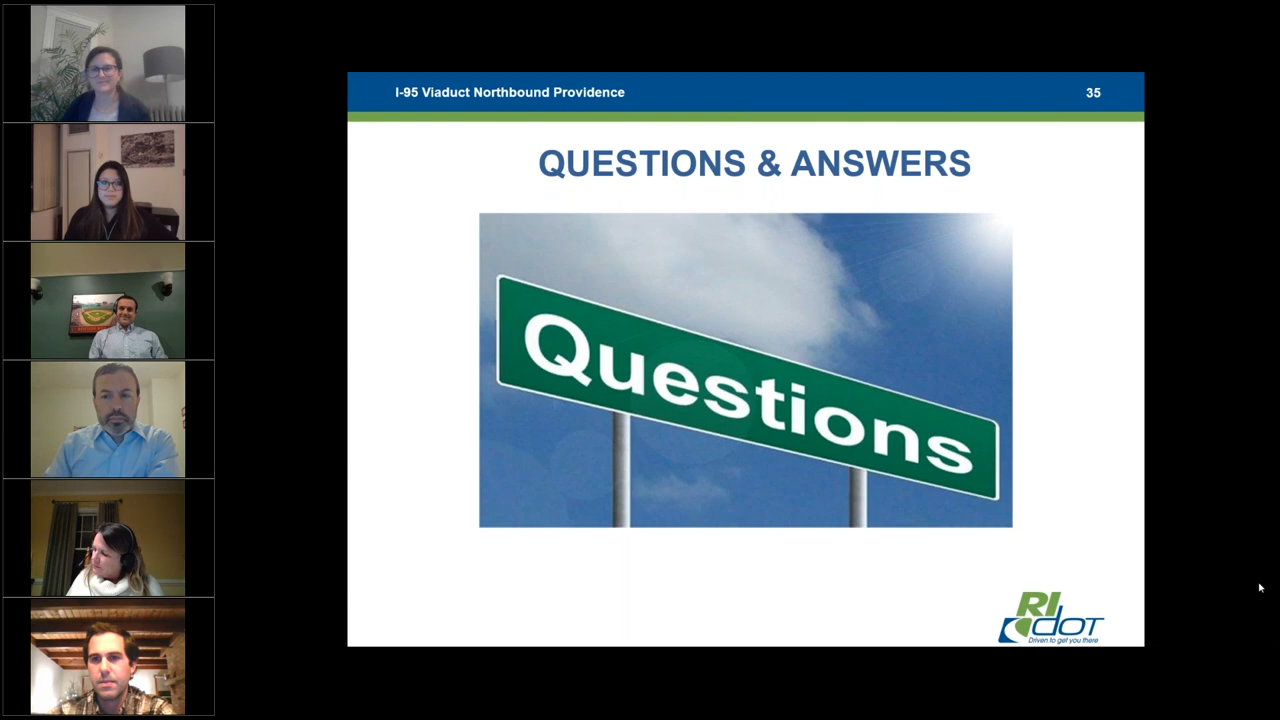 I-95 Viaduct Northbound Providence
35
QUESTIONS & ANSWERS
Questions
RI
DOT
Driven to get you there